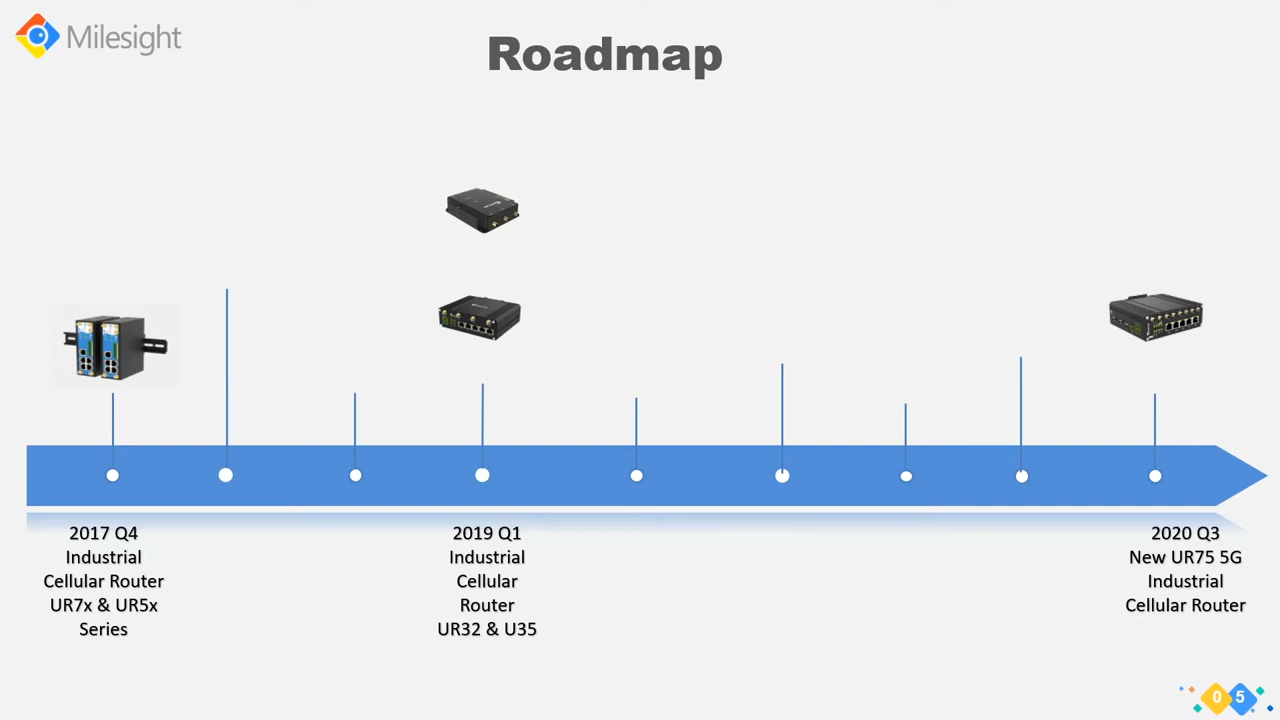 Milesight
Roadmap
2017 Q4
Industrial
Cellular Router
UR7x & UR5x
Series
2019 Q1
Industrial
Cellular
Router
UR32 & U35
2020 Q3
New UR75 5G
Industrial
Cellular Router
05